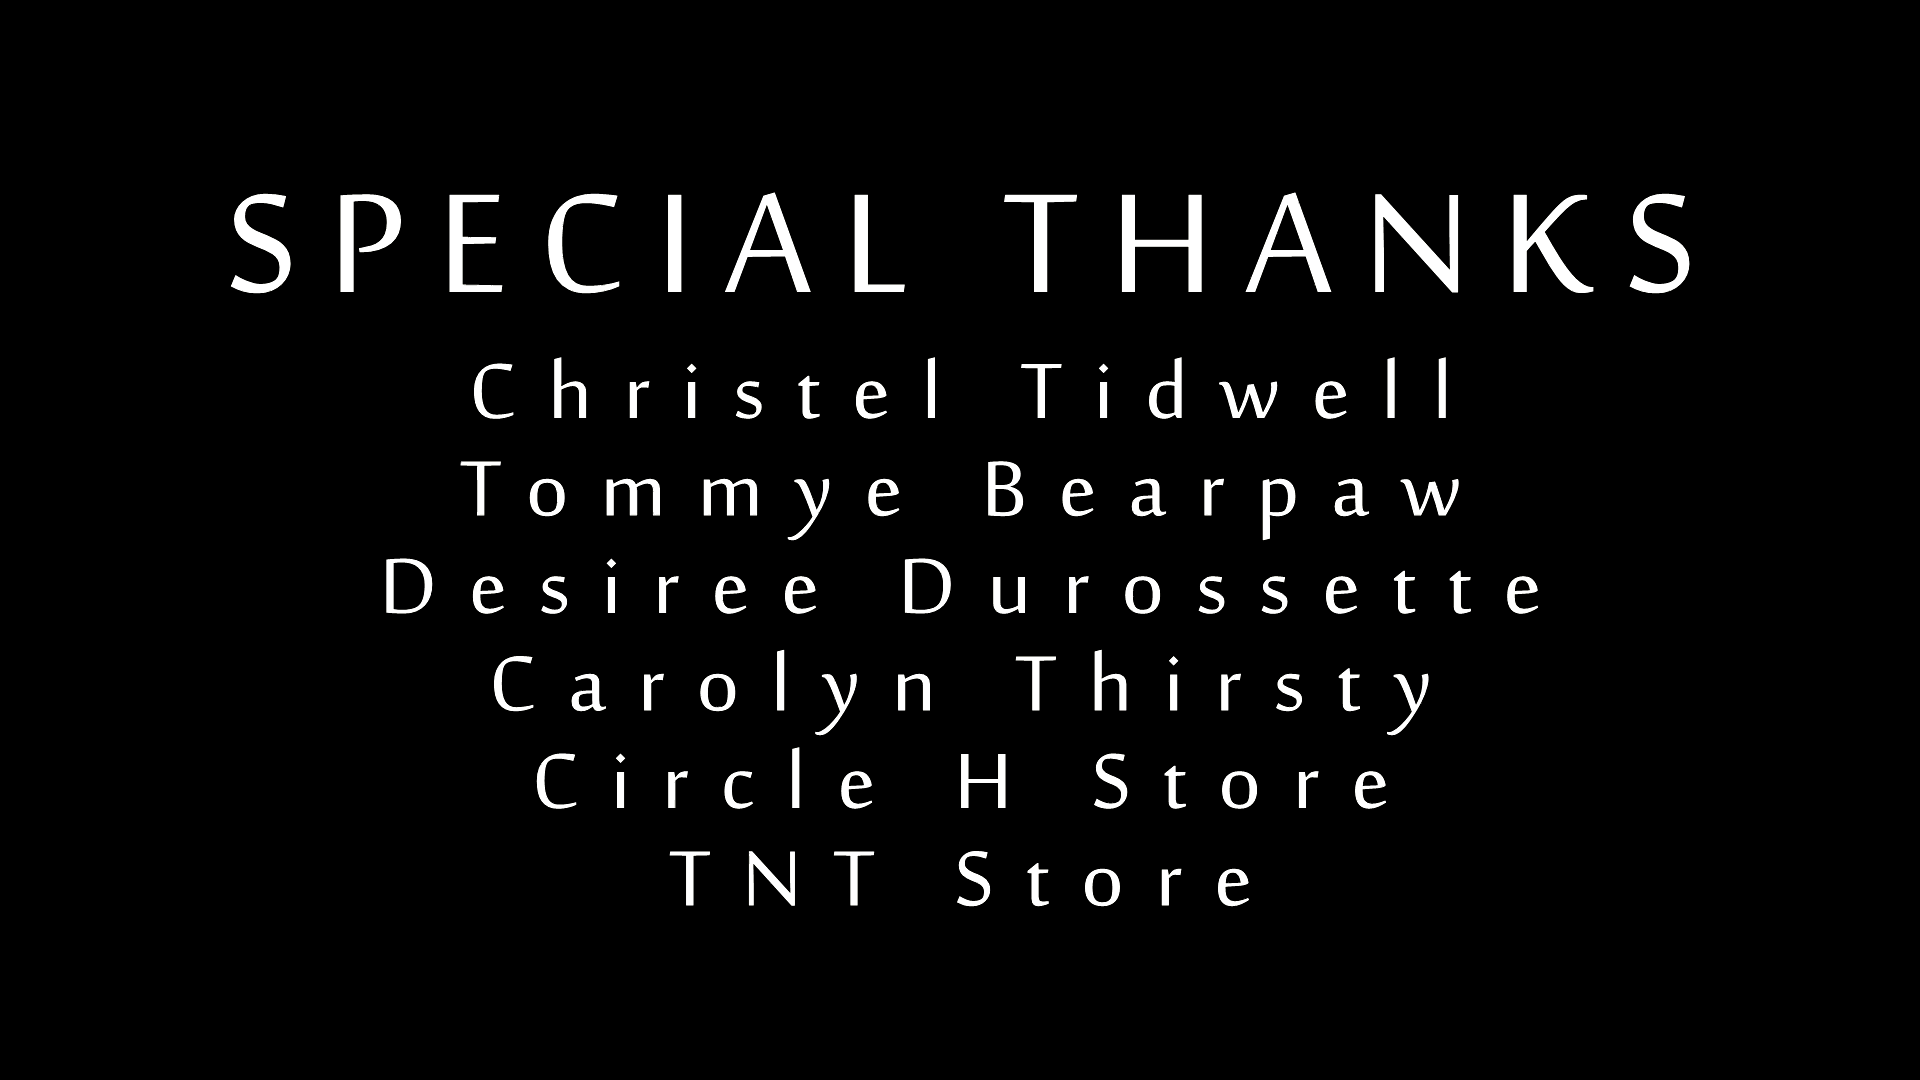 SPECIAL THANKS
Christel Tidwell
Tommye Bearpaw
Desiree Durossette
Carolyn Thirsty
Circle H Store
TNT Store